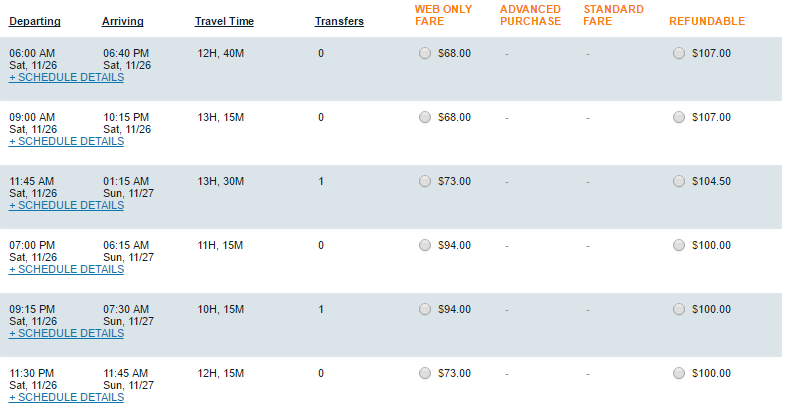 Departing Arriving Travel Time Transfers WEB ONLY FARE ADVANCED PURCHASE STANDARD FARE REFUNDABLE
06:00 AM 06:40 PM 12H, 40M 0 $68.00 - - $107.00
Sat, 11/26 Sat, 11/26
+ SCHEDULE DETAILS
09:00 AM 10:15 PM 13H, 15M 0 $68.00 - - $107.00
Sat, 11/26 Sat, 11/26
+ SCHEDULE DETAILS
11:45 AM 01:15 AM 13H, 30M 1 $73.00 - - $104.50
Sat, 11/26 Sun, 11/27
+ SCHEDULE DETAILS
07:00 PM 06:15 AM 11H, 15M 0 $94.00 - - $100.00
Sat, 11/26 Sun, 11/27
+ SCHEDULE DETAILS
09:15 PM 07:30 AM 10H, 15M 1 $94.00 - - $100.00
Sat, 11/26 Sun, 11/27
+ SCHEDULE DETAILS
11:30 PM 11:45 AM 12H, 15M 0 $73.00 - - $100.00
Sat, 11/26 Sun, 11/27
+ SCHEDULE DETAILS